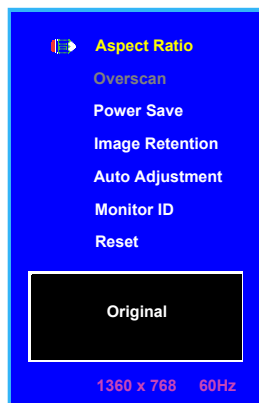 Aspect Ratio
Overscan
Power Save
Image Retention
Auto Adjustment
Monitor ID
Reset
Original
1360 x 768 60Hz